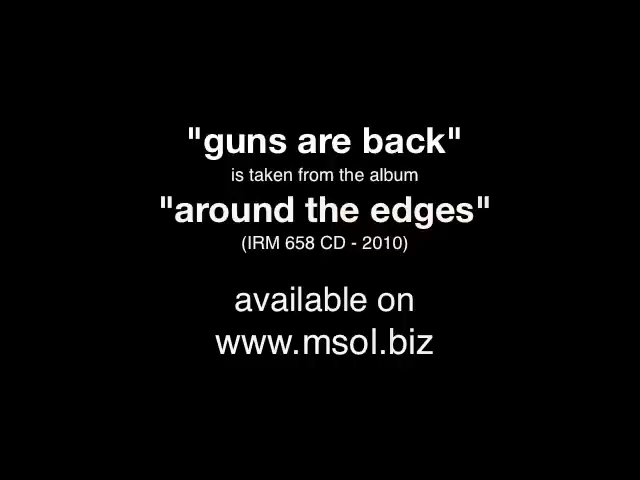 "guns are back"
is taken from the album
"around the edges"
(IRM 658 CD - 2010)
available on
www.msol.biz